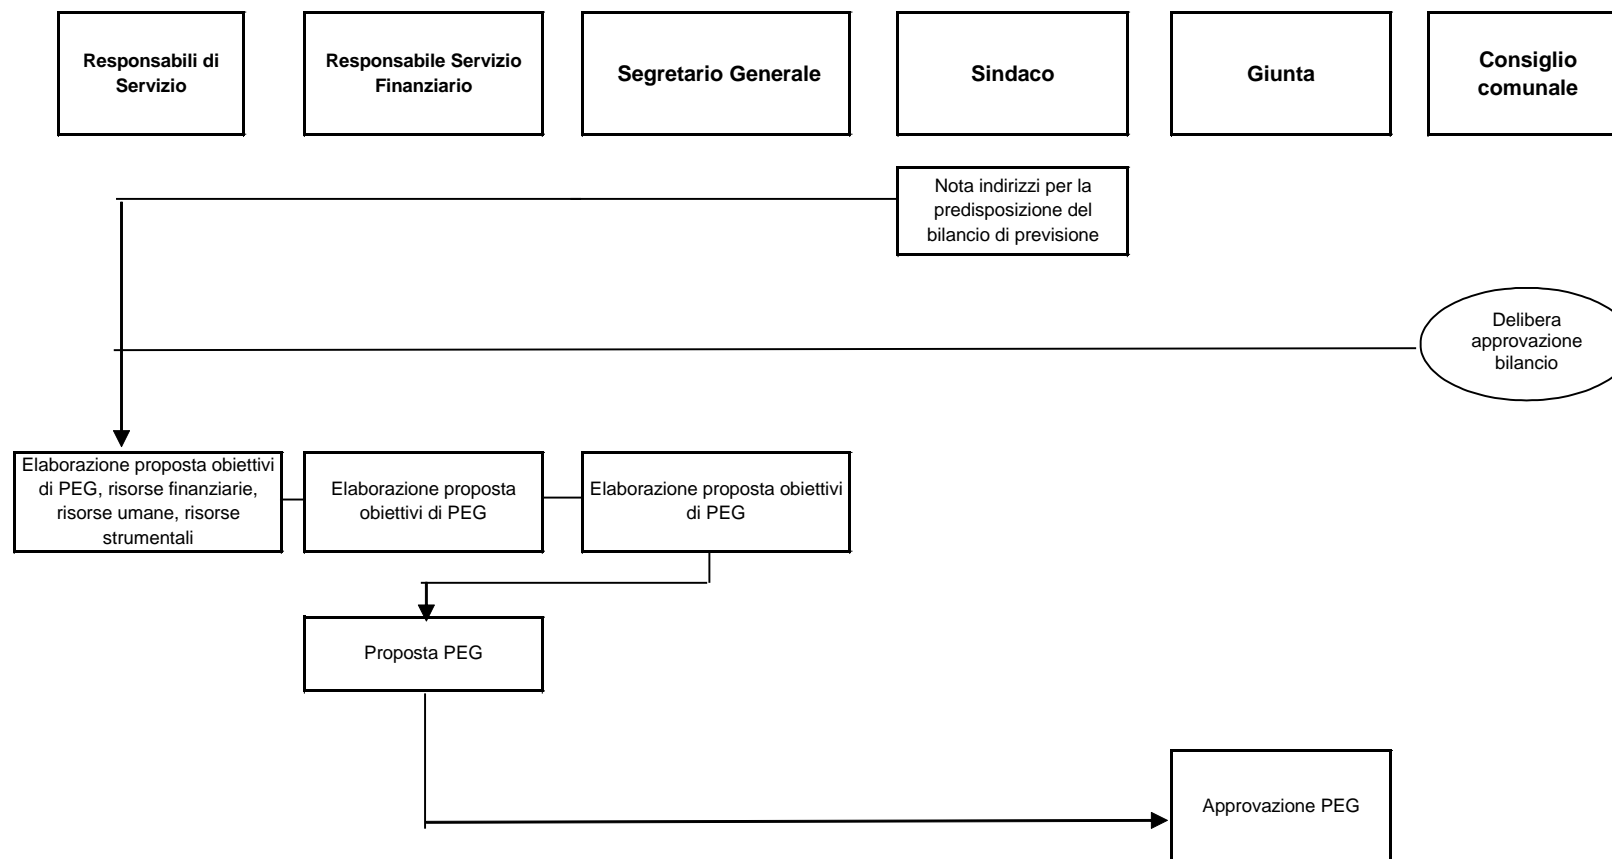 Responsabili di
Servizio
Responsabile Servizio
Finanziario
Segretario Generale
Sindaco
Giunta
Consiglio
comunale
Nota indirizzi per la
predisposizione del
bilancio di previsione
Delibera
approvazione
bilancio
Elaborazione proposta obiettivi
di PEG, risorse finanziarie,
risorse umane, risorse
strumentali
Elaborazione proposta
obiettivi di PEG
Elaborazione proposta obiettivi
di PEG
Proposta PEG
Approvazione PEG